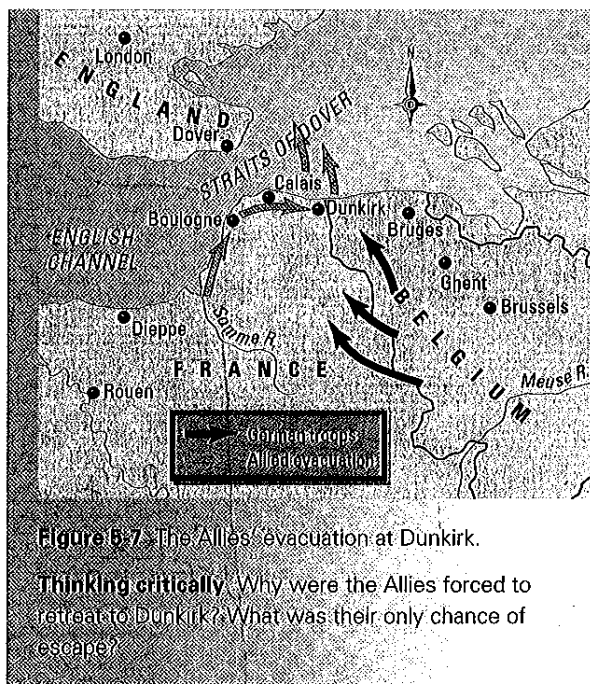 London
ENGLAND
N
Dover
STRAITS OF DOVER
Calais
Boulogne
Dunkirk
Bruges
ENGLISH
CHANNEL
Ghent
BELGIUM
Brussels
Dieppe
Somme R.
FRANCE
Meuse R.
Rouen
German troops
Allied evacuation
Figure 5-7 The Allies' evacuation at Dunkirk.
Thinking critically Why were the Allies forced to
retreat to Dunkirk? What was their only chance of
escape?